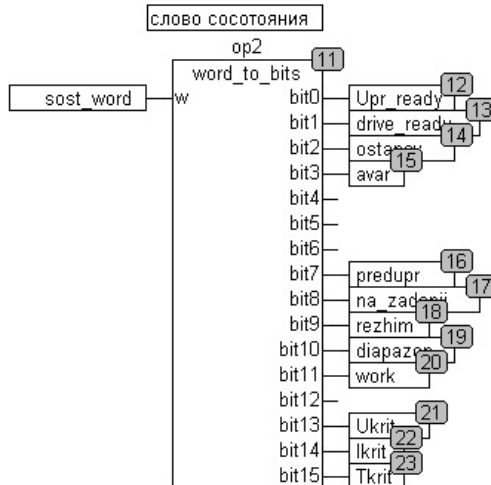 слово сосотояния
op2
11
word_to_bits
sost_word
w
bit0 Upr_ready 12
bit1 drive_ready 13
bit2 14
bit3 avar 15
bit4
bit5
bit6
bit7 predupr 16
bit8 17
bit9 rezhim 18
bit10 diapazon 19
bit11 work 20
bit12
bit13 Ukrit 21
bit14 Ikrit 22
bit15 Tkrit 23